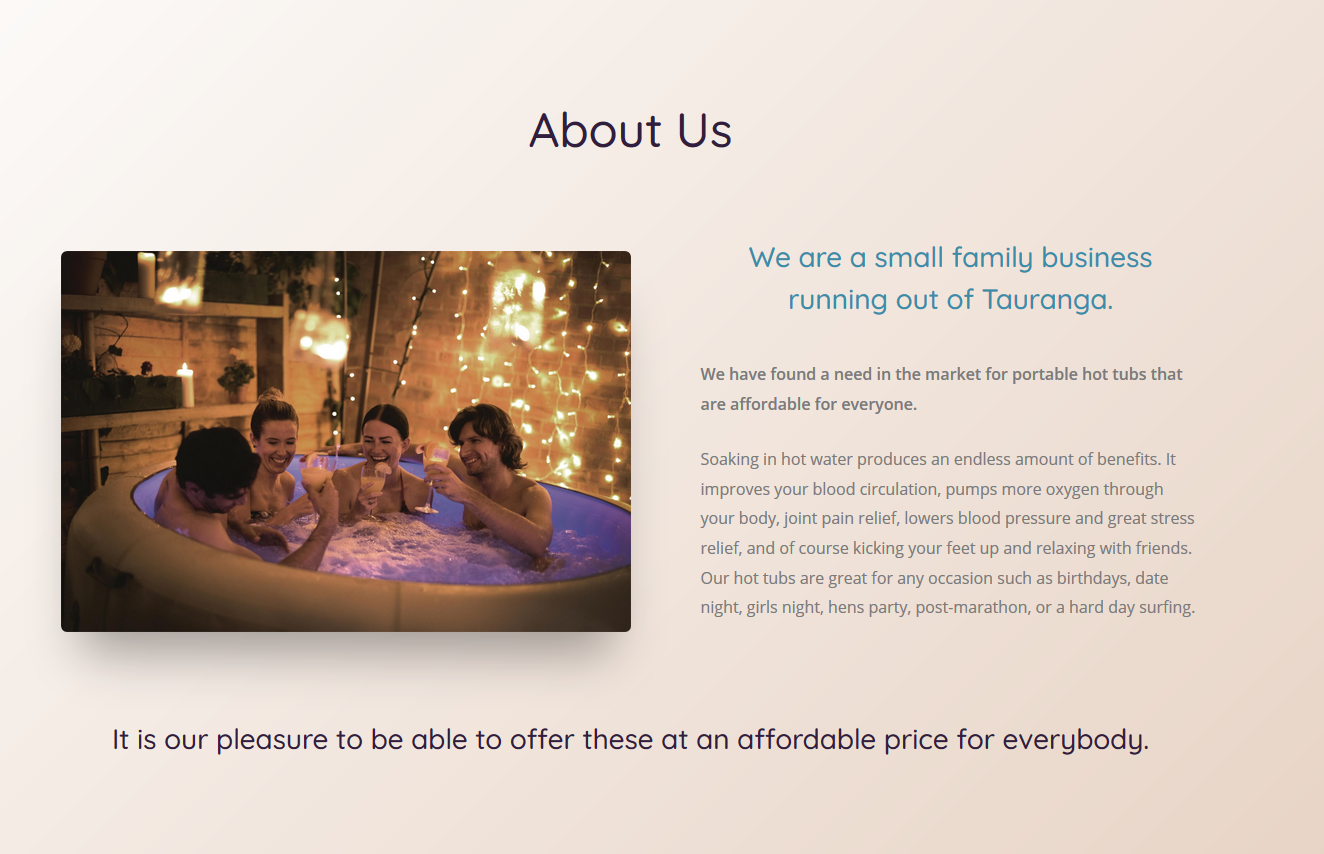 About Us
We are a small family business
running out of Tauranga.
We have found a need in the market for portable hot tubs that
are affordable for everyone.
Soaking in hot water produces an endless amount of benefits. It
improves your blood circulation, pumps more oxygen through
your body, joint pain relief, lowers blood pressure and great stress
relief, and of course kicking your feet up and relaxing with friends.
Our hot tubs are great for any occasion such as birthdays, date
night, girls night, hens party, post-marathon, or a hard day surfing.
It is our pleasure to be able to offer these at an affordable price for everybody.